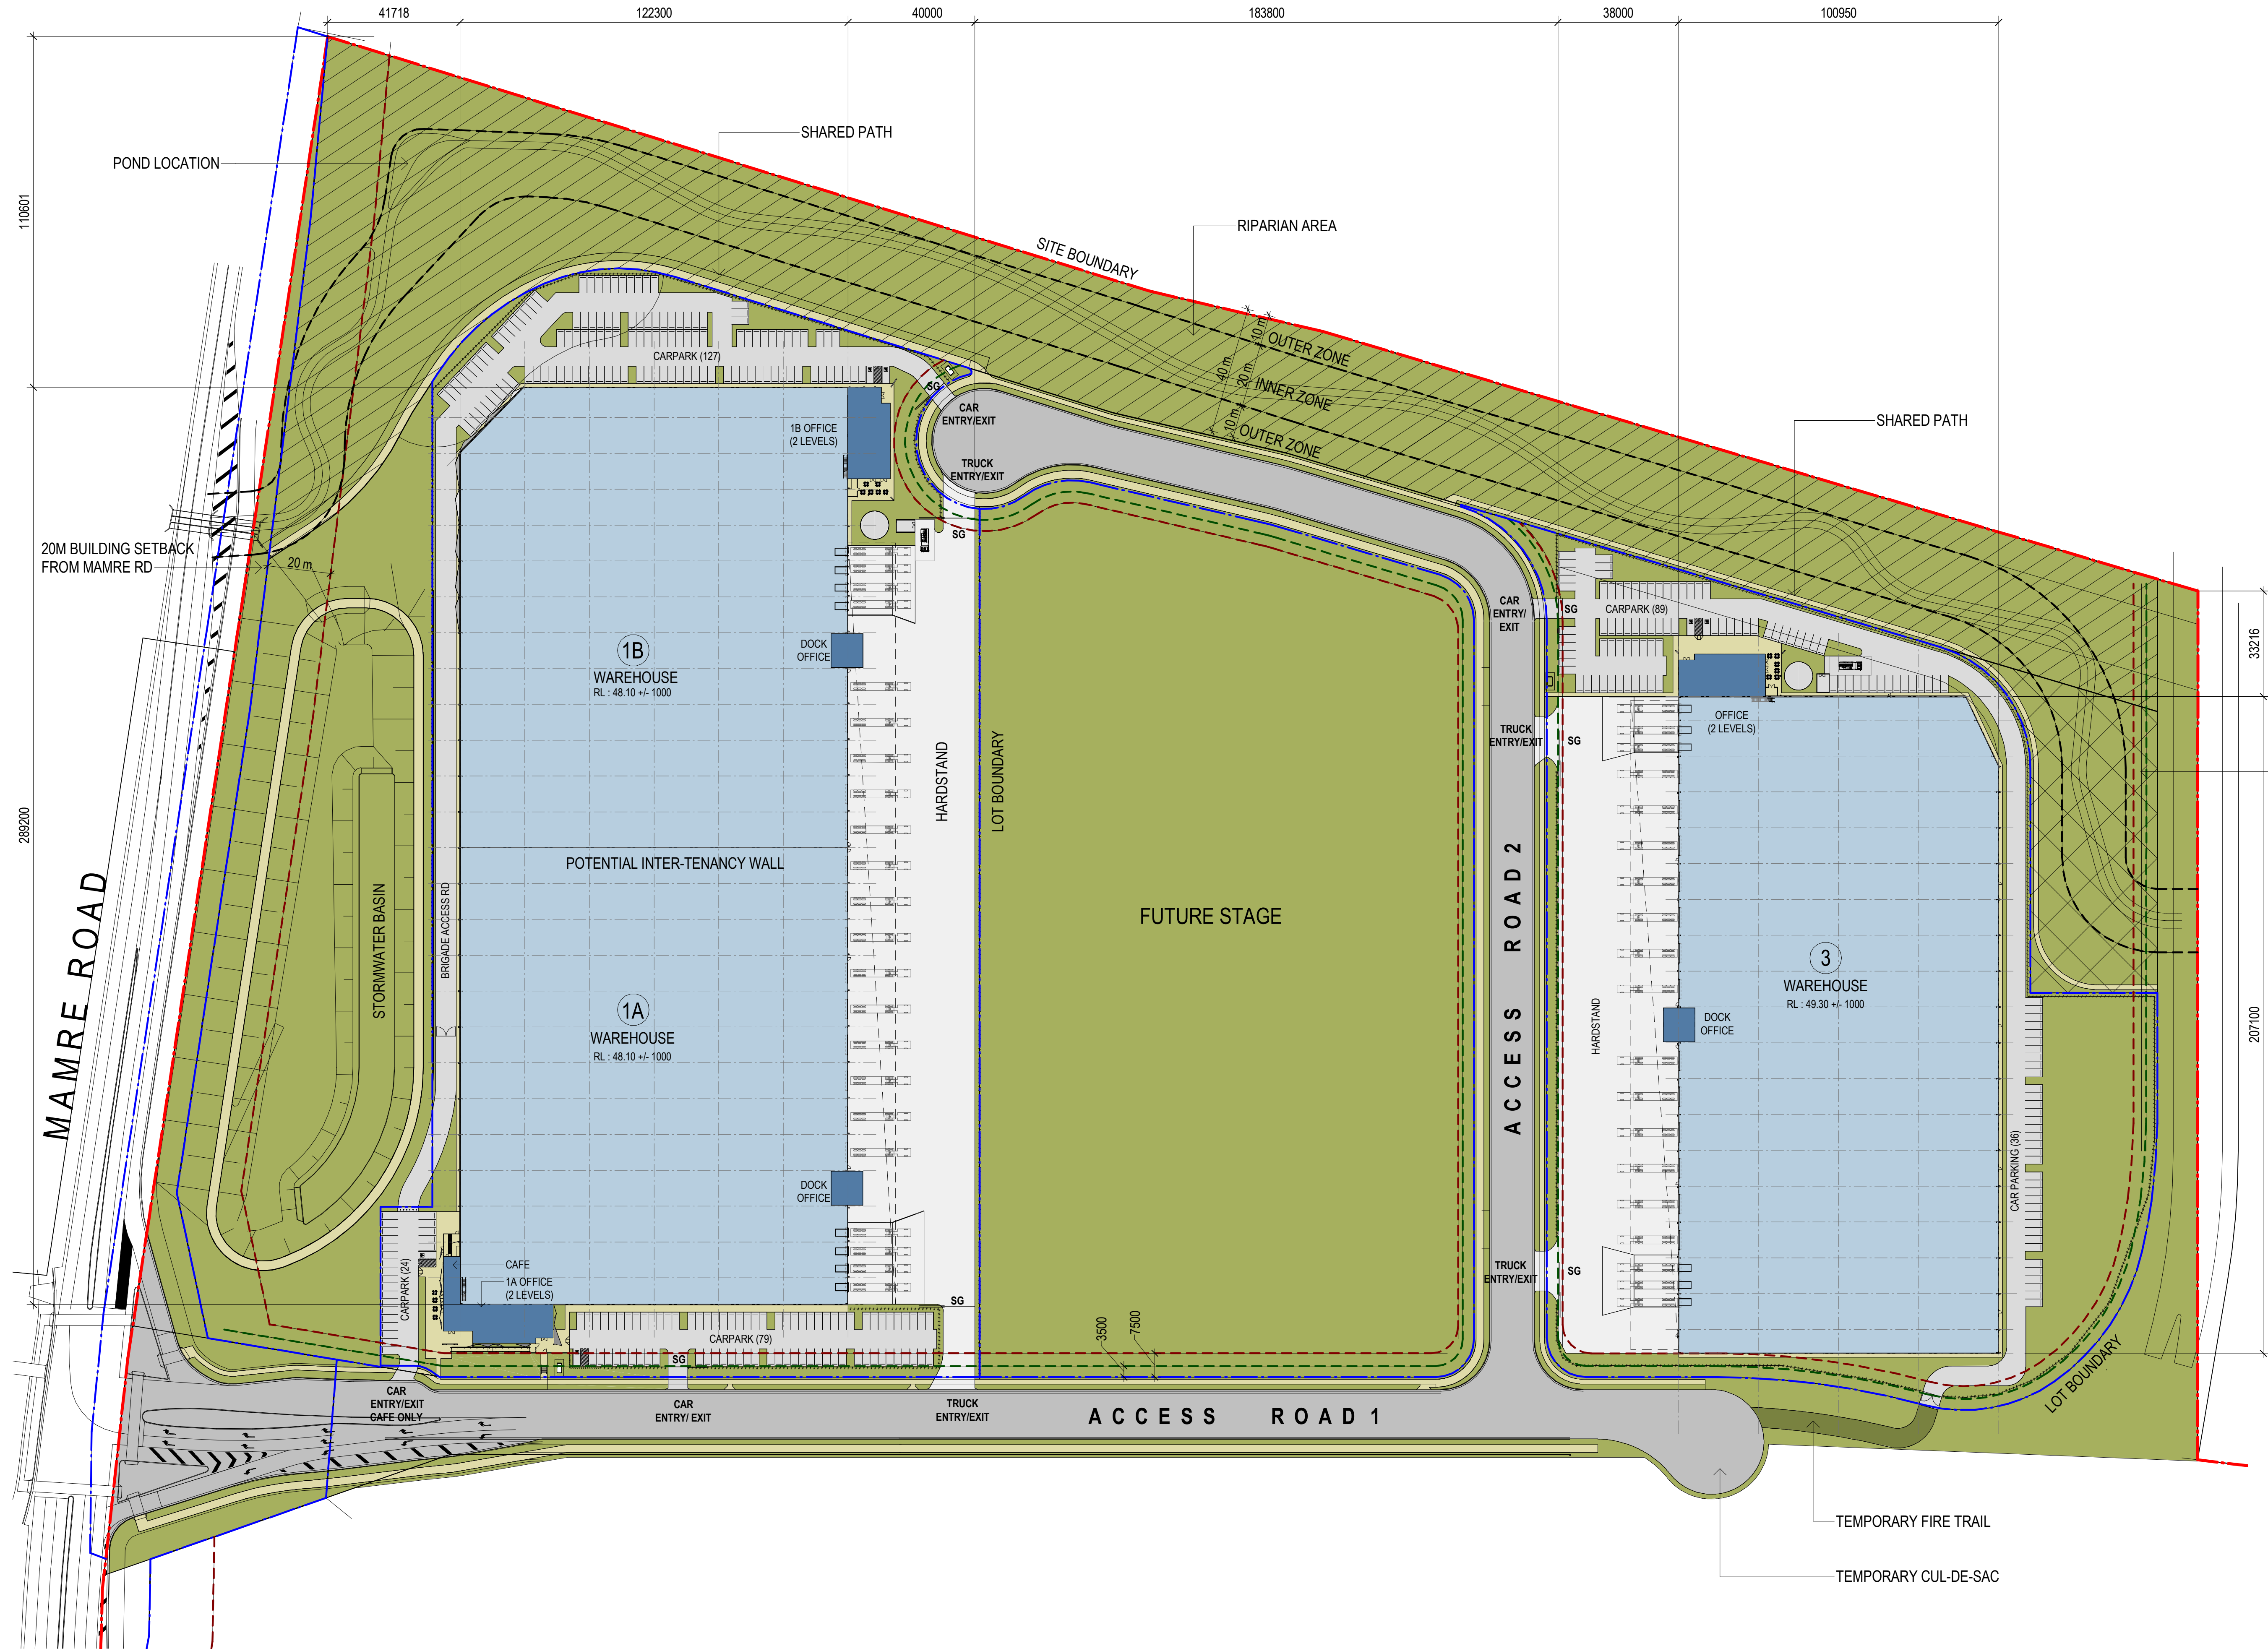 41718
122300
40000
183800
38000
100950
SHARED PATH
POND LOCATION
110601
RIPARIAN AREA
SITE BOUNDARY
10 m
OUTER ZONE
40 m
20 m
INNER ZONE
10 m
OUTER ZONE
CARPARK (127)
SG
CAR
ENTRY/EXIT
1B OFFICE
(2 LEVELS)
TRUCK
ENTRY/EXIT
SG
SHARED PATH
20M BUILDING SETBACK
FROM MAMRE RD
20 m
CAR
ENTRY/
EXIT
SG
CARPARK (89)
33216
1B
WAREHOUSE
RL : 48.10 +/- 1000
DOCK
OFFICE
OFFICE
(2 LEVELS)
TRUCK
ENTRY/EXIT
SG
HARDSTAND
LOT BOUNDARY
289200
POTENTIAL INTER-TENANCY WALL
MAMRE ROAD
STORMWATER BASIN
BRIGADE ACCESS RD
FUTURE STAGE
ACCESS ROAD 2
3
WAREHOUSE
RL : 49.30 +/- 1000
1A
WAREHOUSE
RL : 48.10 +/- 1000
HARDSTAND
DOCK
OFFICE
207100
DOCK
OFFICE
CAR PARKING (36)
CAFE
1A OFFICE
(2 LEVELS)
CARPARK (24)
SG
TRUCK
ENTRY/EXIT
SG
CARPARK (79)
SG
3500
7500
CAR
ENTRY/EXIT
CAFE ONLY
CAR
ENTRY/ EXIT
TRUCK
ENTRY/EXIT
ACCESS ROAD 1
LOT BOUNDARY
TEMPORARY FIRE TRAIL
TEMPORARY CUL-DE-SAC